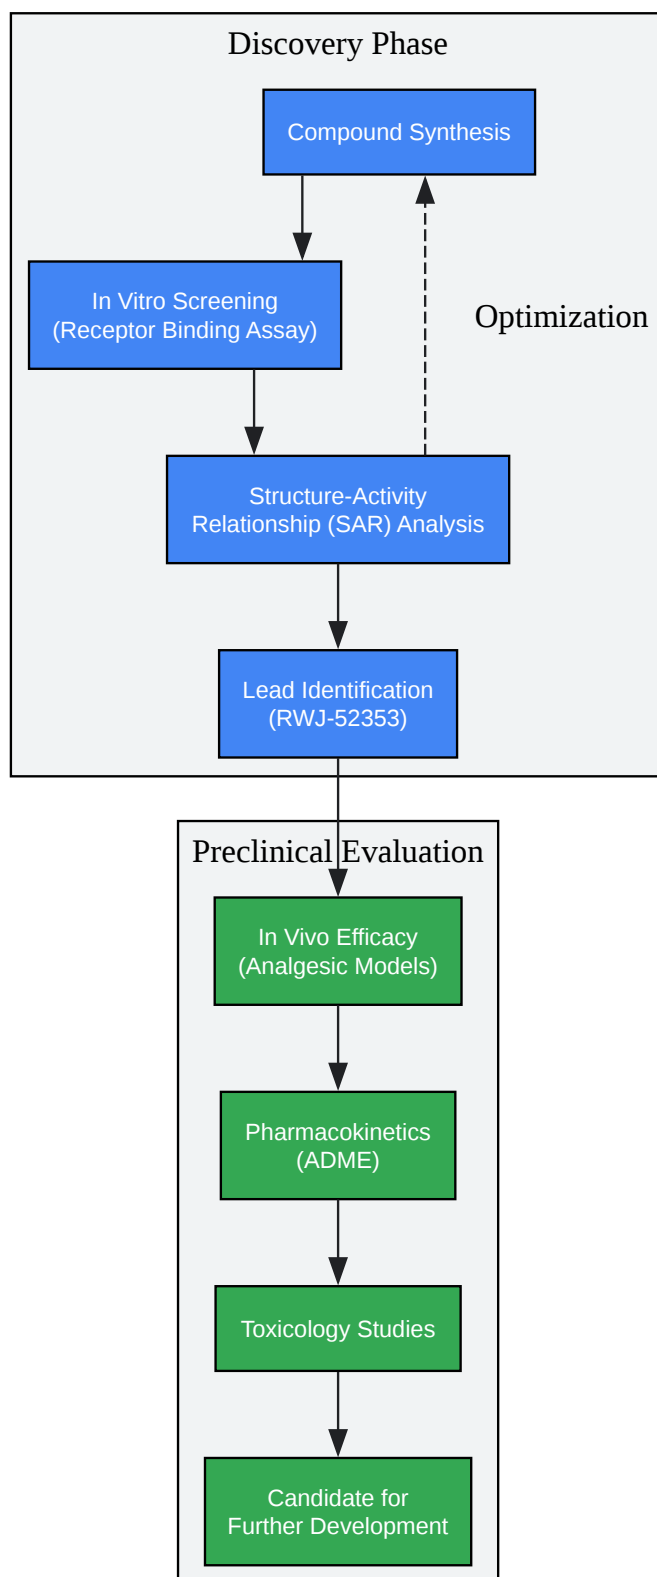 Discovery Phase
Compound Synthesis
In Vitro Screening
(Receptor Binding Assay)
Optimization
Structure-Activity
Relationship (SAR) Analysis
Lead Identification
(RWJ-52353)
Preclinical Evaluation
In Vivo Efficacy
(Analgesic Models)
Pharmacokinetics
(ADME)
Toxicology Studies
Candidate for
Further Development